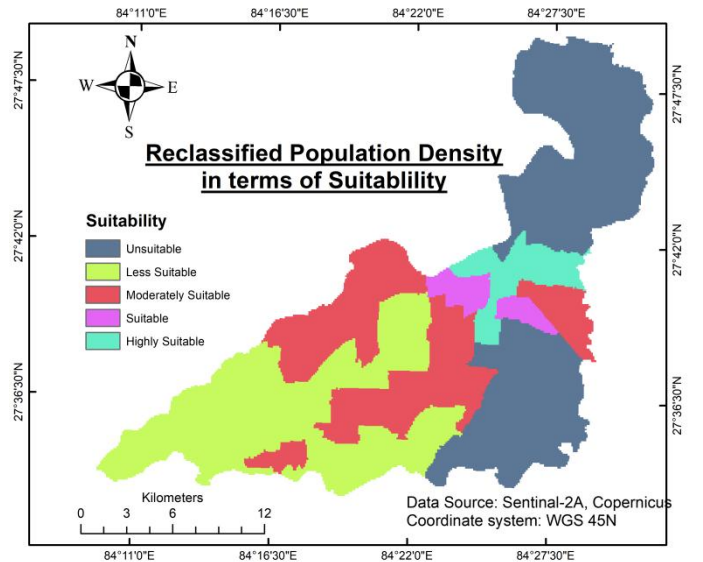 84°11'0"E 84°16'30"E 84°22'0"E 84°27'30"E
27°47'30"N
27°47'30"N
N
W E
S
Reclassified Population Density
in terms of Suitablility
Suitability
Unsuitable
Less Suitable
Moderately Suitable
Suitable
Highly Suitable
27°42'0"N
27°42'0"N
27°36'30"N
27°36'30"N
Kilometers
0 3 6 12
Data Source: Sentinal-2A, Copernicus
Coordinate system: WGS 45N
84°11'0"E 84°16'30"E 84°22'0"E 84°27'30"E